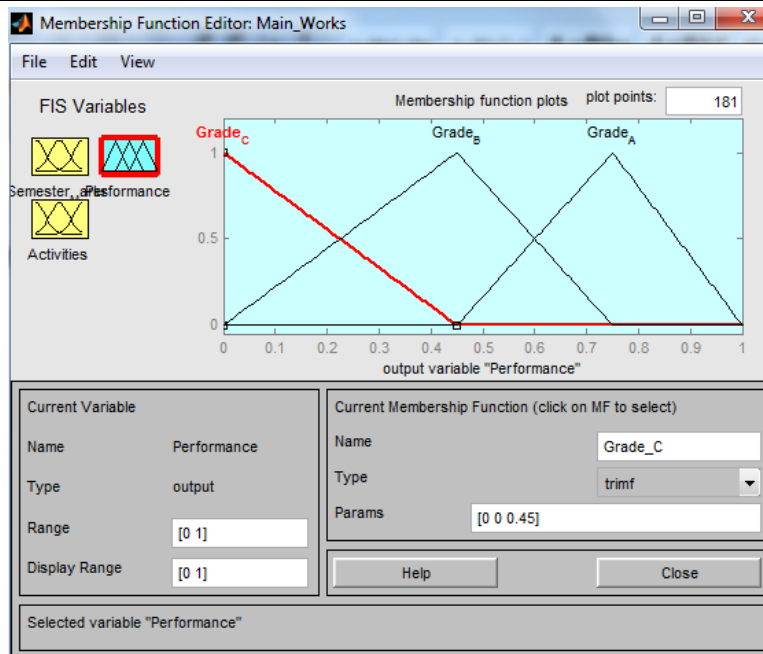 Membership Function Editor: Main_Works
File Edit View
FIS Variables
Membership function plots plot points: 181
Grade_C Grade_B Grade_A
1
Performance
0.5
Activities
0
0 0.1 0.2 0.3 0.4 0.5 0.6 0.7 0.8 0.9 1
output variable "Performance"
Current Variable
Name Performance
Type output
Range [0 1]
Display Range [0 1]
Current Membership Function (click on MF to select)
Name Grade_C
Type trimf
Params [0 0 0.45]
Help Close
Selected variable "Performance"